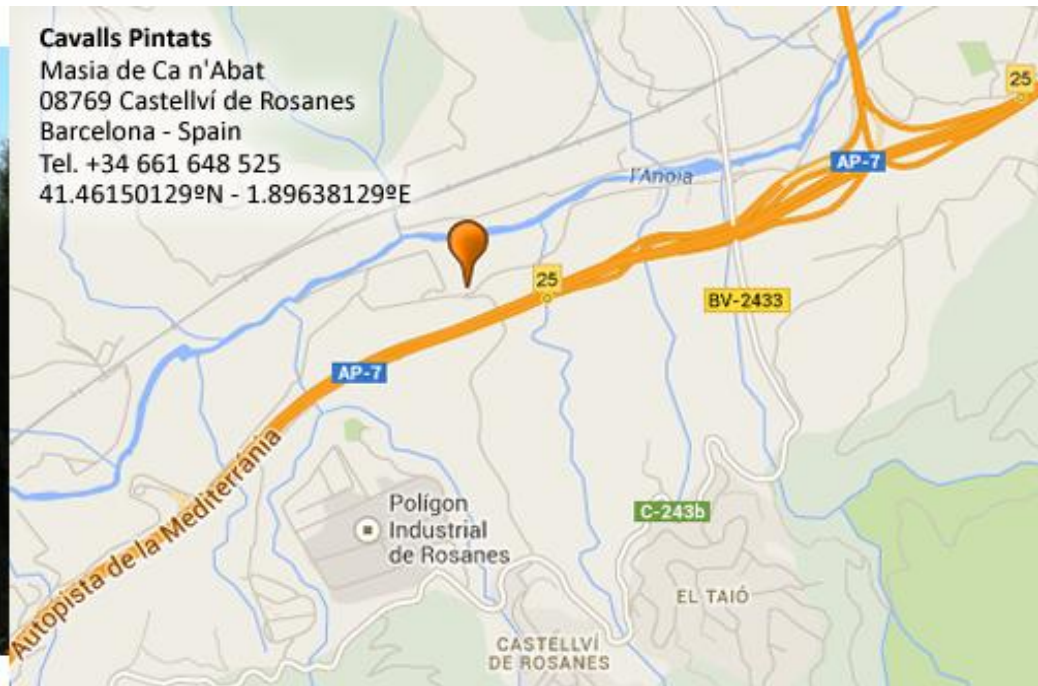 Cavalls Pintats
Masia de Ca n'Abat
08769 Castellví de Rosanes
Barcelona - Spain
Tel. +34 661 648 525
41.46150129ºN - 1.89638129ºE
25
AP-7
l'Anoia
25
BV-2433
AP-7
Autopista de la Mediterrània
Polígon
Industrial
de Rosanes
C-243b
EL TAIÓ
CASTELLVÍ
DE ROSANES